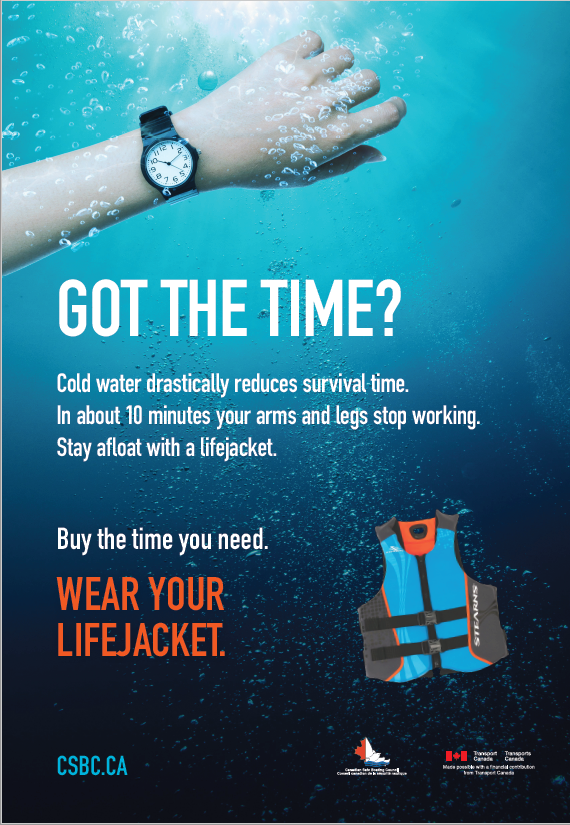 GOT THE TIME?
Cold water drastically reduces survival time.
In about 10 minutes your arms and legs stop working.
Stay afloat with a lifejacket.
Buy the time you need.
WEAR YOUR
LIFEJACKET.
STEARNS
CSBC.CA
Canadian Safe Boating Council
Conseil canadien de la sécurité nautique
Transport Canada Transports Canada
Made possible with a financial contribution
from Transport Canada